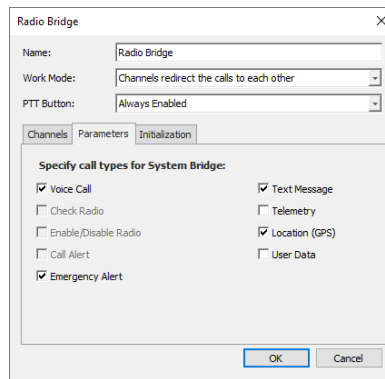 Radio Bridge
Name: Radio Bridge
Work Mode: Channels redirect the calls to each other
PTT Button: Always Enabled
Channels Parameters Initialization
Specify call types for System Bridge:
Voice Call Text Message
Check Radio Telemetry
Enable/Disable Radio Location (GPS)
Call Alert User Data
Emergency Alert
OK Cancel